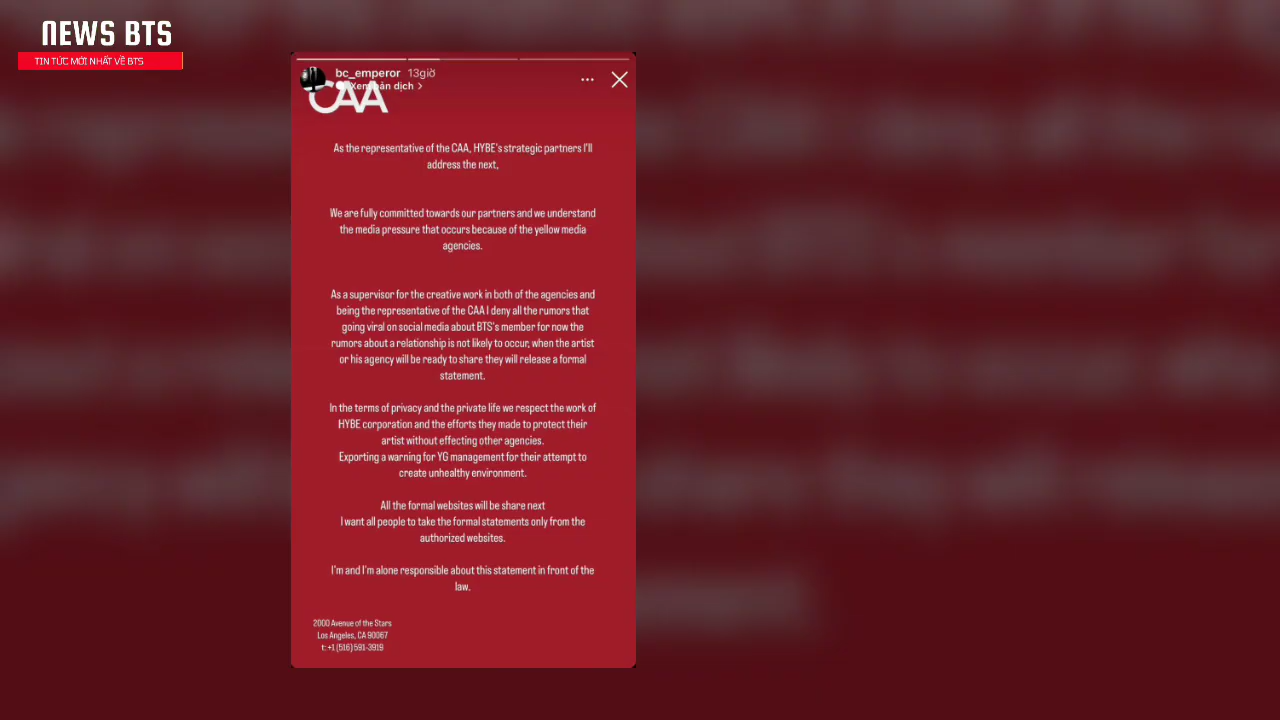 NEWS BTS
TIN TỨC MỚI NHẤT VỀ BTS
bc_emperor 13giờ
Xem bản dịch
CAA
As the representative of the CAA, HYBE's strategic partners I'll
address the next,
We are fully committed towards our partners and we understand
the media pressure that occurs because of the yellow media
agencies.
As a supervisor for the creative work in both of the agencies and
being the representative of the CAA I deny all the rumors that
going viral on social media about BTS's member for now the
rumors about a relationship is not likely to occur, when the artist
or his agency will be ready to share they will release a formal
statement.
In the terms of privacy and the private life we respect the work of
HYBE corporation and the efforts they made to protect their
artist without effecting other agencies.
Exporting a warning for YG management for their attempt to
create unhealthy environment.
All the formal websites will be share next
I want all people to take the formal statements only from the
authorized websites.
I'm and I'm alone responsible about this statement in front of the
law.
2000 Avenue of the Stars
Los Angeles, CA 90067
t: +1 (516) 591-3919